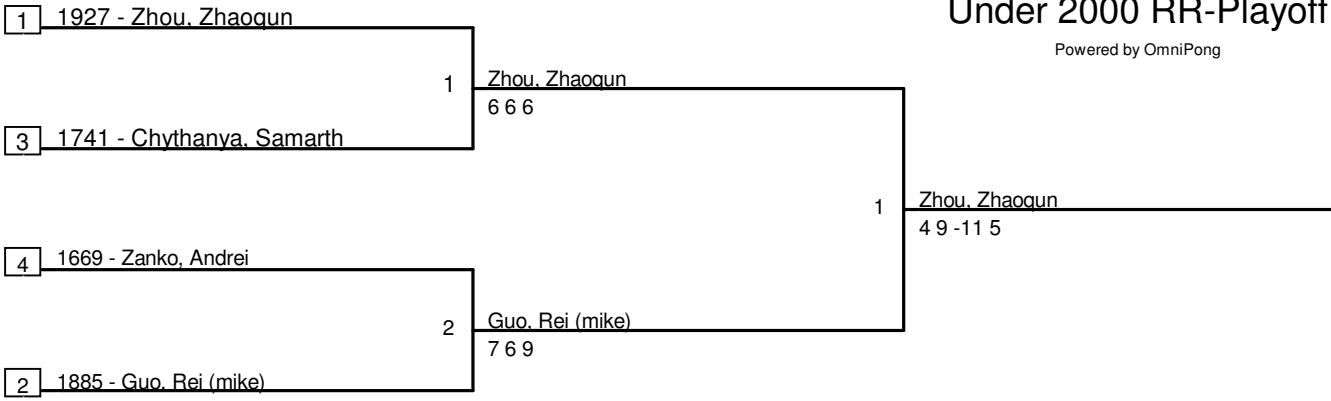 Under 2000 RR-Playoff
Powered by OmniPong
1 1927 - Zhou, Zhaoqun
1 Zhou, Zhaoqun
6 6 6
3 1741 - Chythanya, Samarth
1 Zhou, Zhaoqun
4 9 -11 5
4 1669 - Zanko, Andrei
2 Guo, Rei (mike)
7 6 9
2 1885 - Guo, Rei (mike)